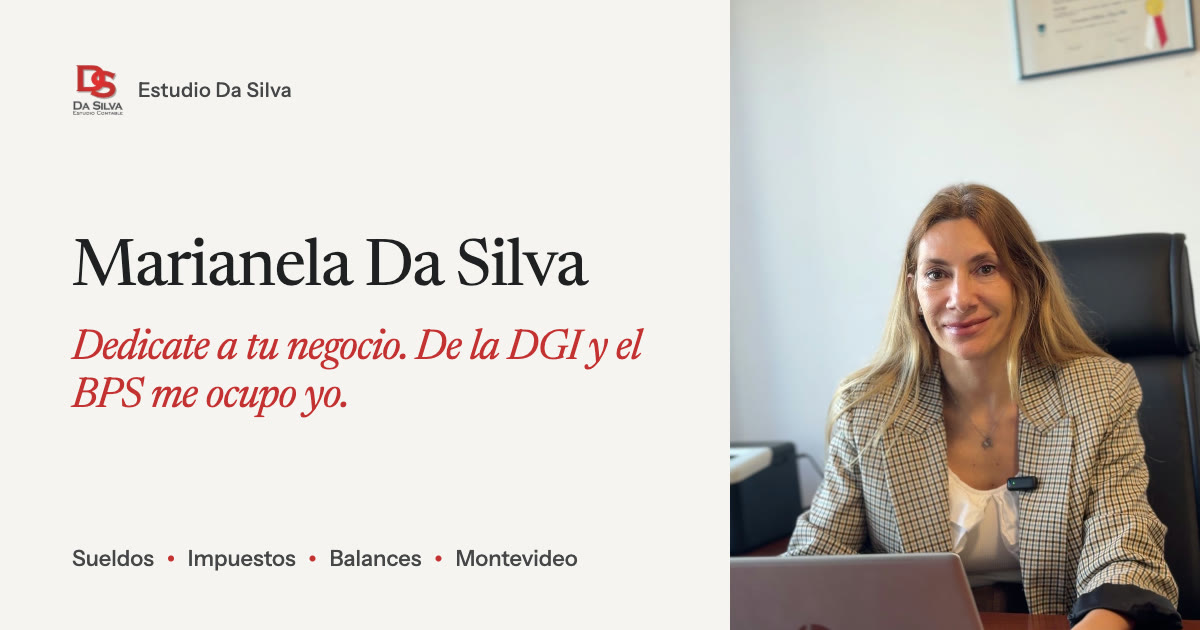 DS
DA SILVA
ESTUDIO CONTABLE
Estudio Da Silva
Marianela Da Silva
Dedicate a tu negocio. De la DGI y el
BPS me ocupo yo.
Sueldos • Impuestos • Balances • Montevideo